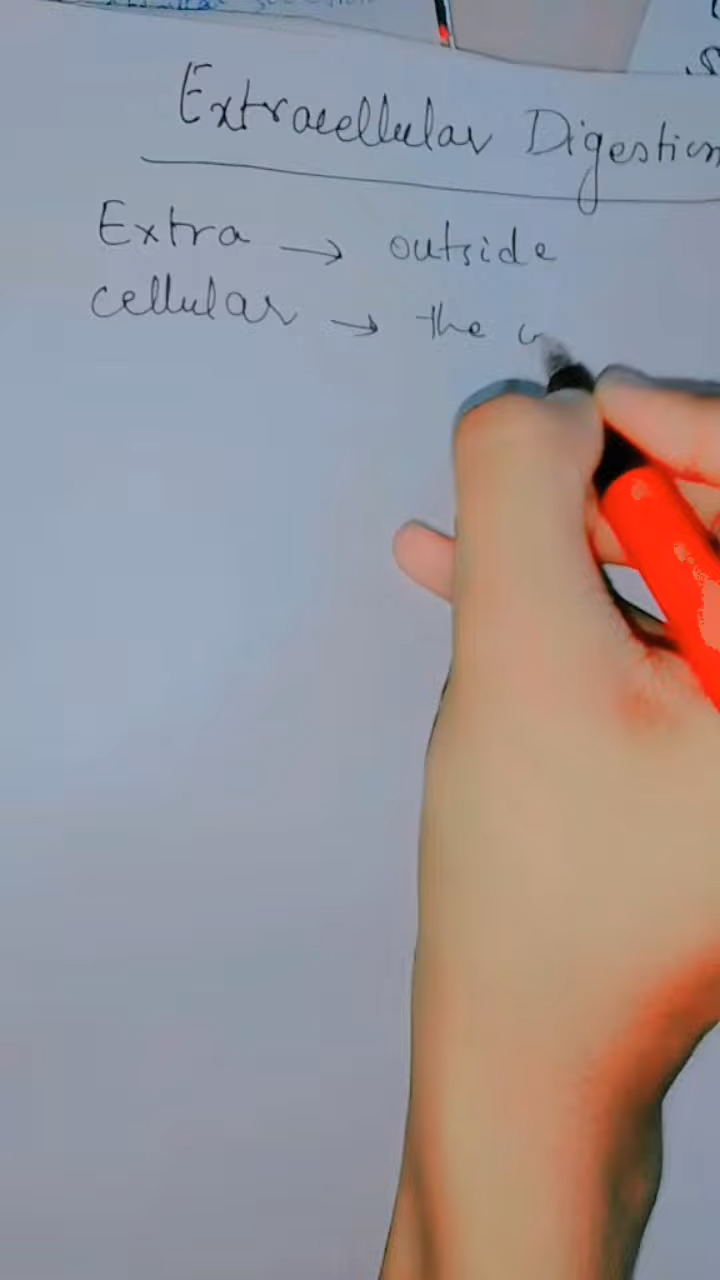 Extracellular Digestion
Extra → outside
cellular → the